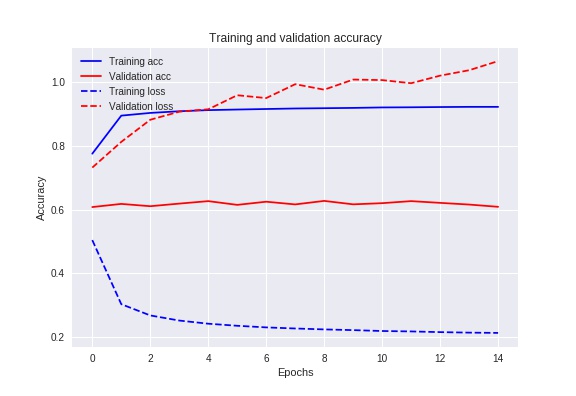 Training and validation accuracy
Training acc
Validation acc
Training loss
Validation loss
1.0
0.8
0.6
0.4
0.2
Accuracy
0 2 4 6 8 10 12 14
Epochs